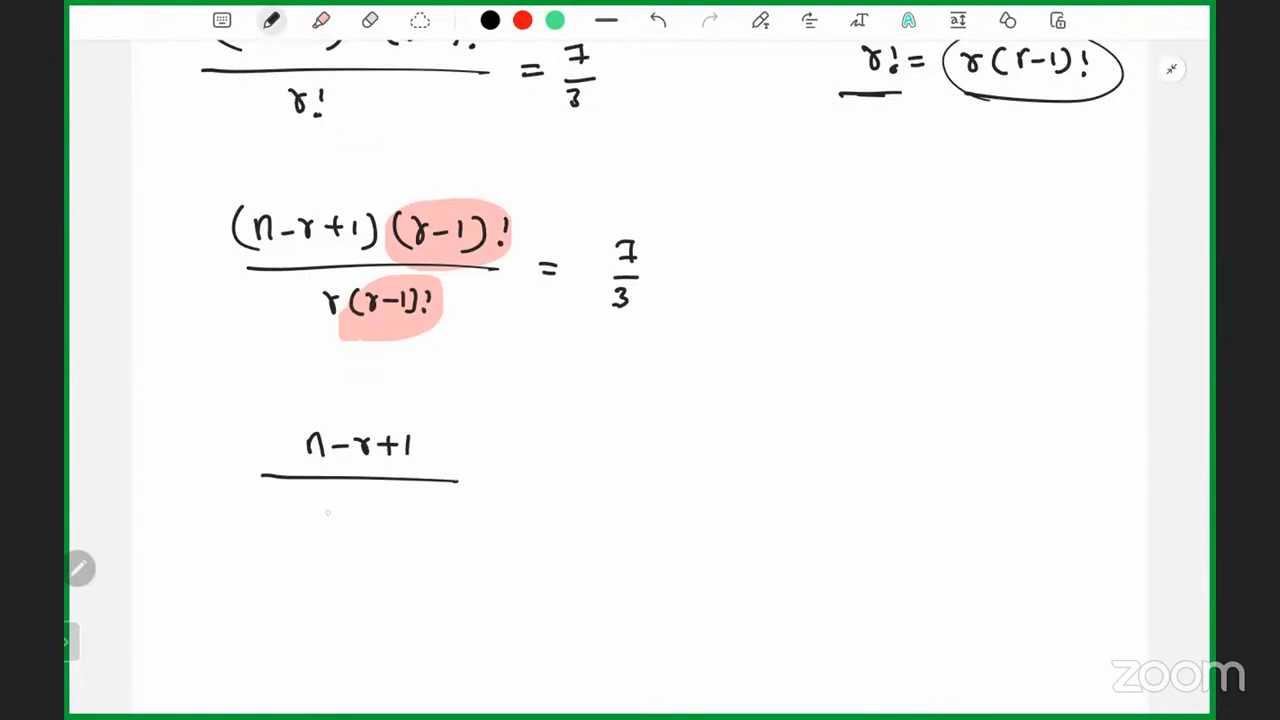 r! = 7/3
r! = r(r-1)!
(n-r+1)(r-1)! / r(r-1)! = 7/3
n-r+1
zoom